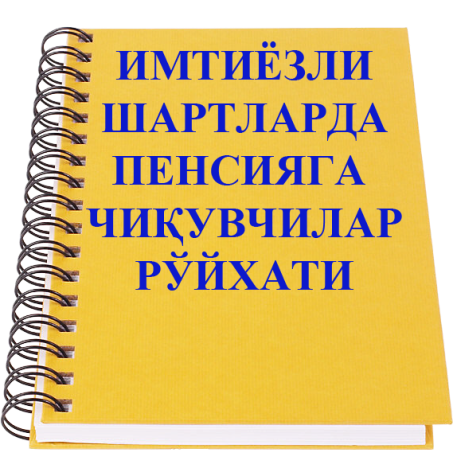 ИМТИЁЗЛИ
ШАРТЛАРДА
ПЕНСИЯГА
ЧИҚУВЧИЛАР
РЎЙХАТИ